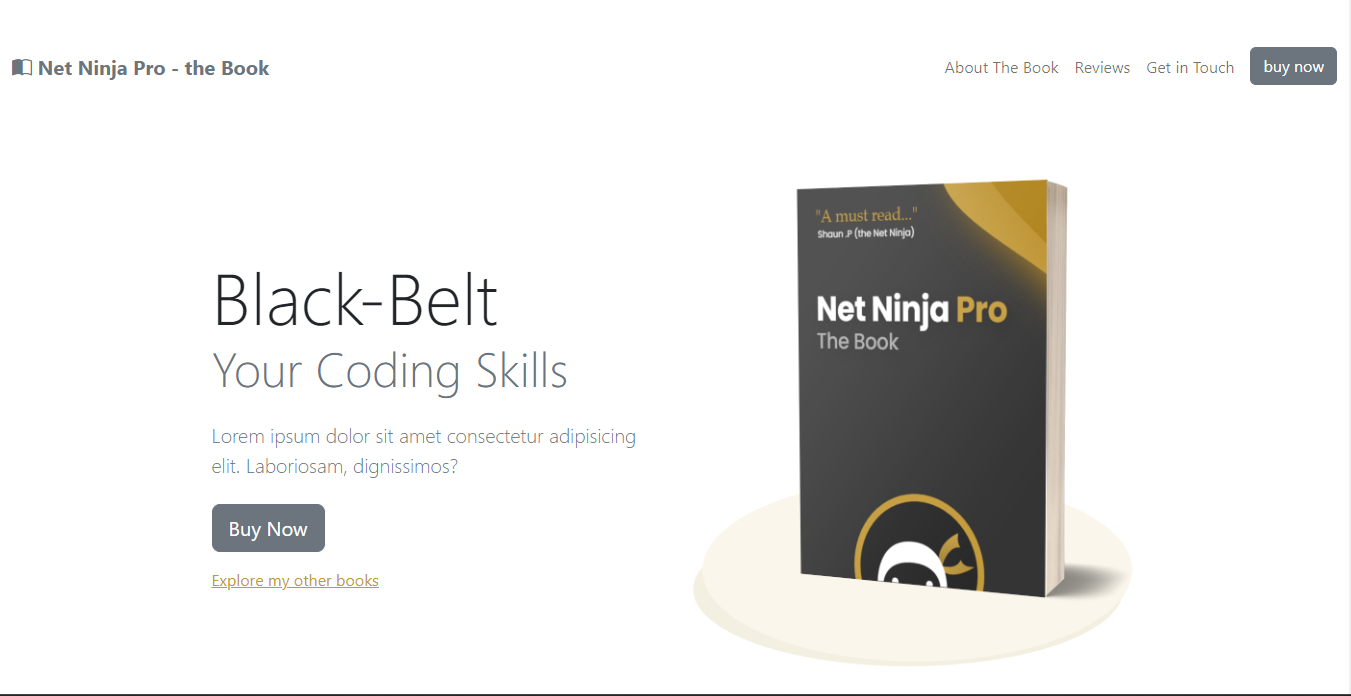 Net Ninja Pro - the Book
About The Book
Reviews
Get in Touch
buy now
Black-Belt
Your Coding Skills
Lorem ipsum dolor sit amet consectetur adipisicing
elit. Laboriosam, dignissimos?
Buy Now
Explore my other books
"A must read..."
Shaun .P (the Net Ninja)
Net Ninja Pro
The Book